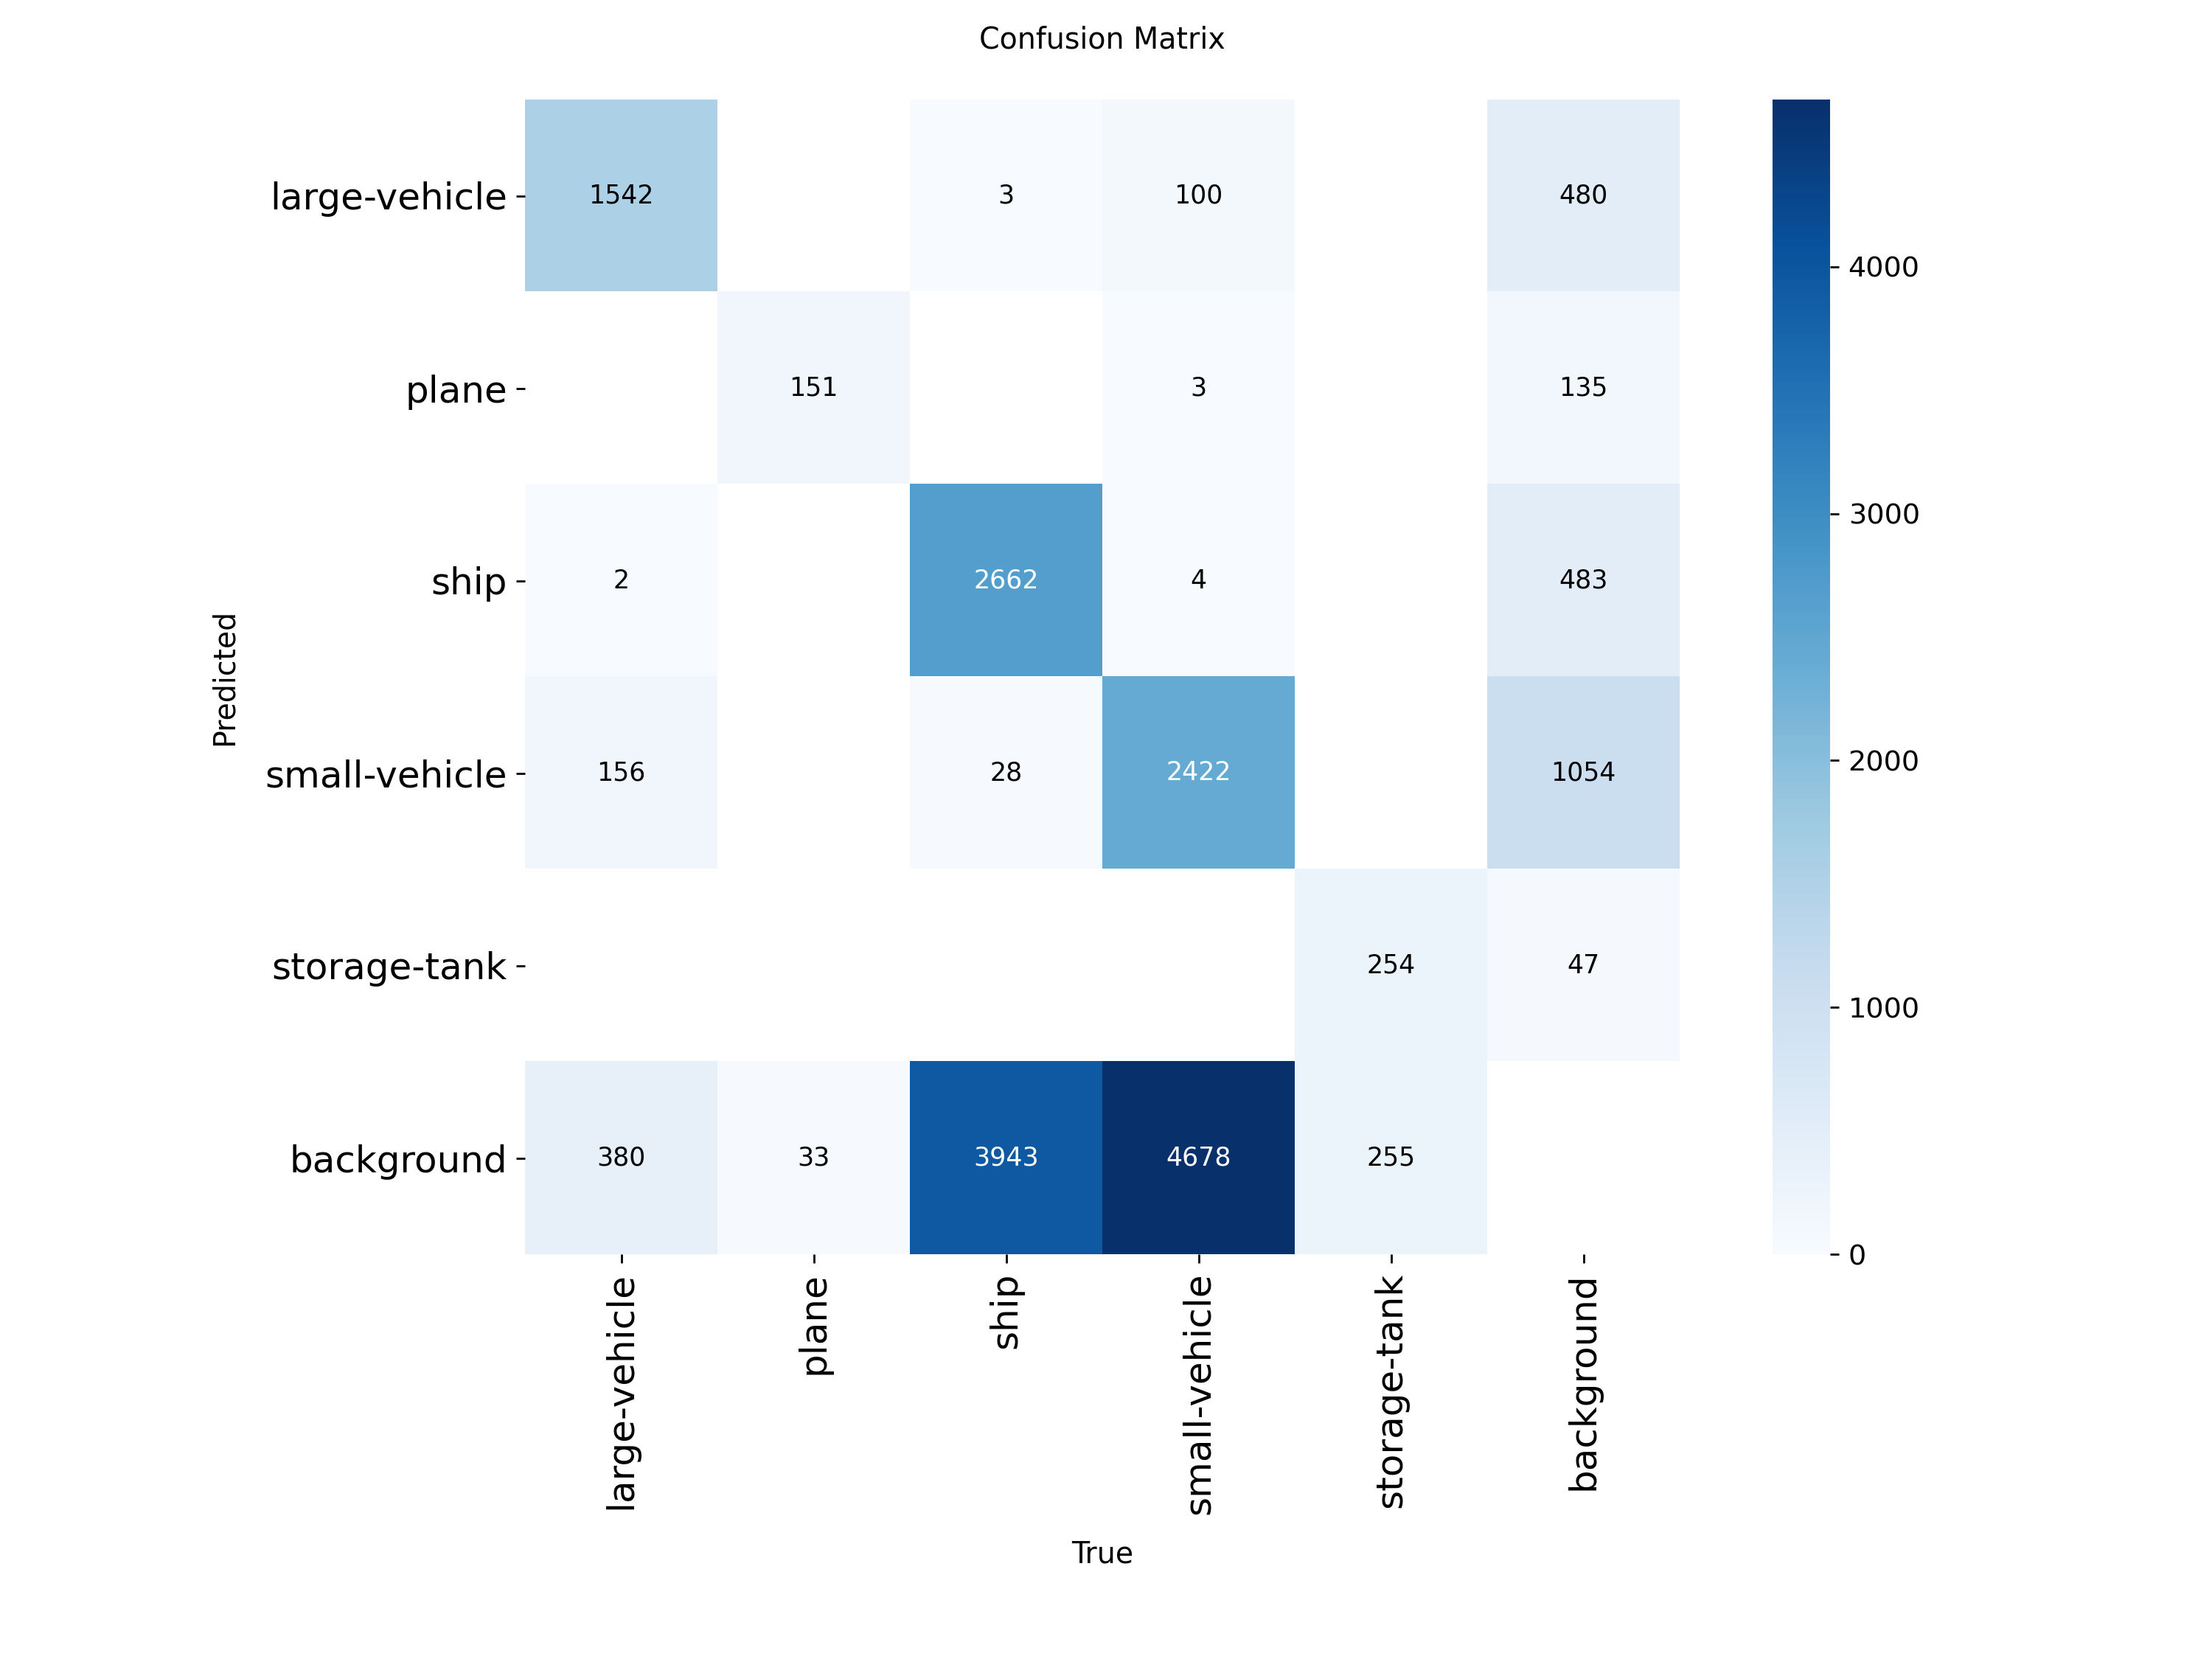 Confusion Matrix
large-vehicle 1542 3 100 480
plane 151 3 135
ship 2 2662 4 483
small-vehicle 156 28 2422 1054
storage-tank 254 47
background 380 33 3943 4678 255
Predicted
large-vehicle
plane
ship
small-vehicle
storage-tank
background
True
4000
3000
2000
1000
0